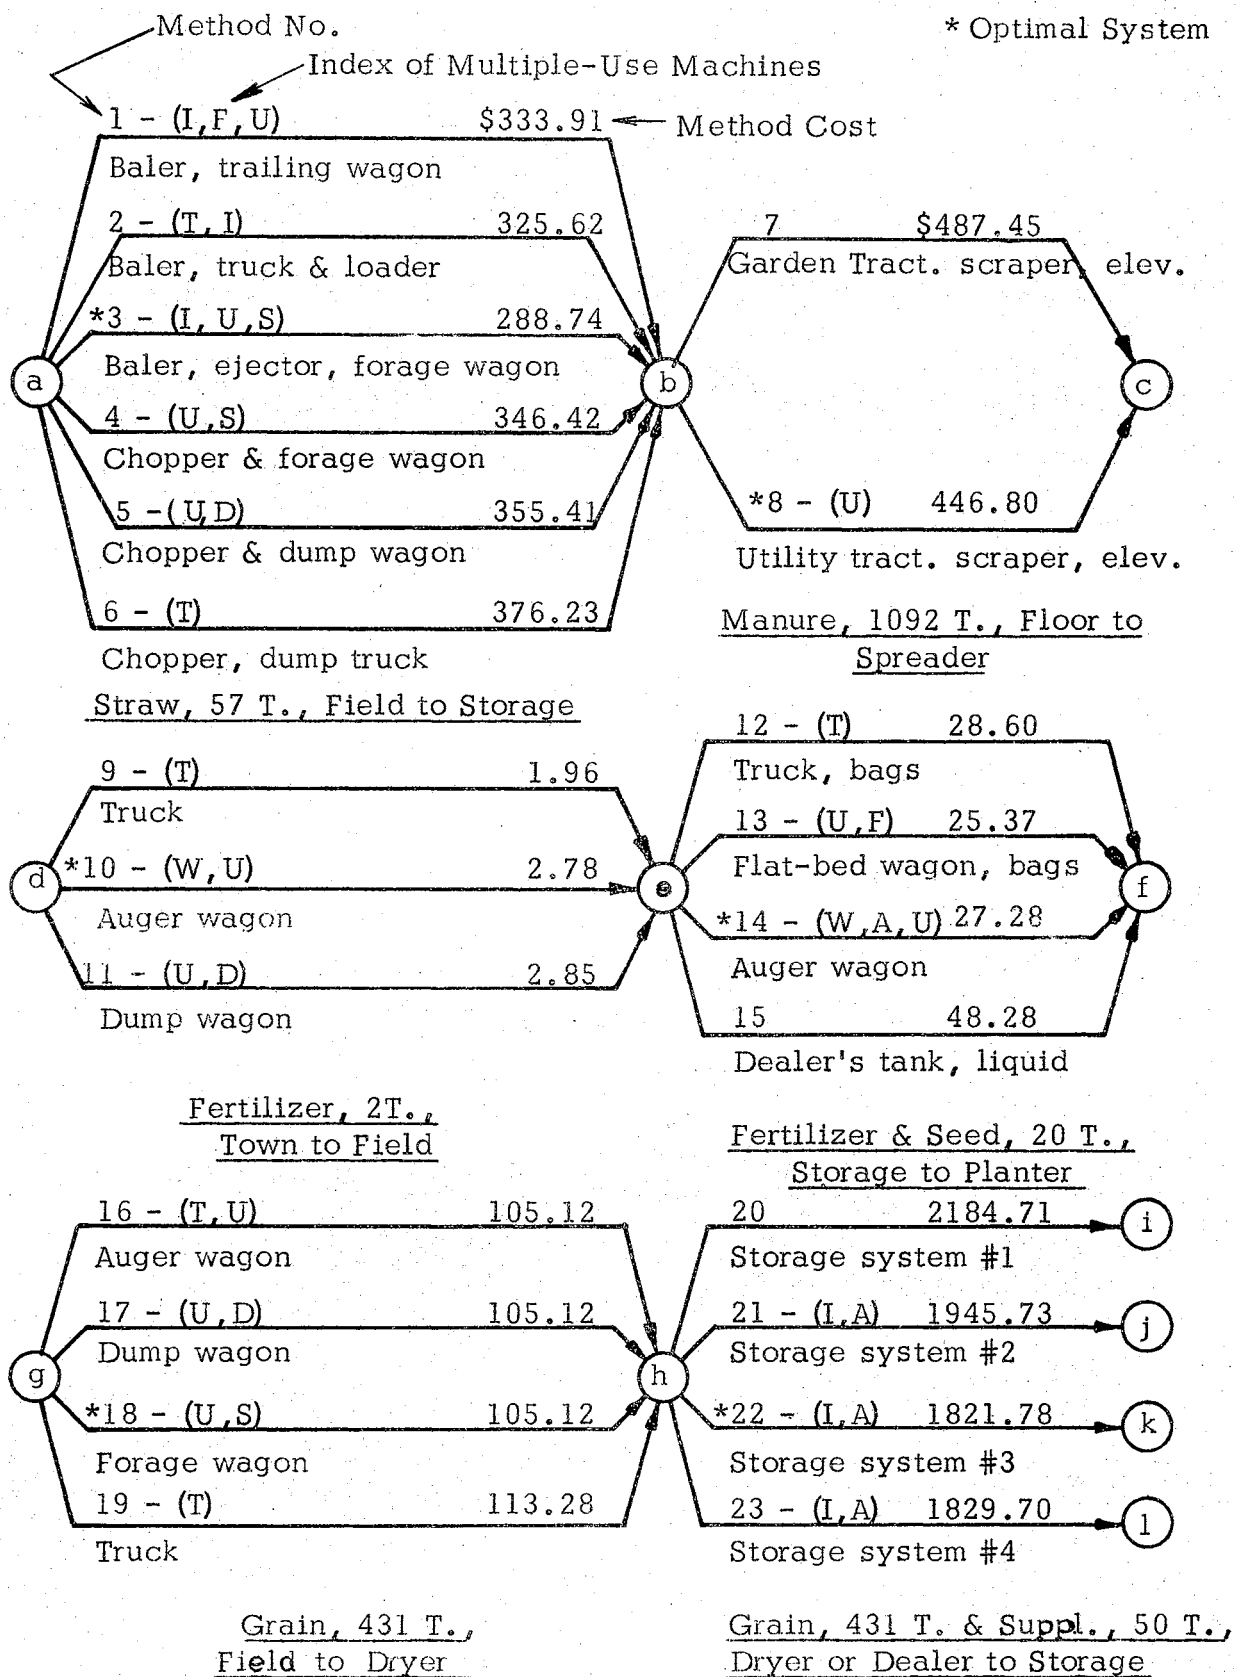 Method No.
* Optimal System
Index of Multiple-Use Machines
1 - (I,F,U) $333.91 Method Cost
Baler, trailing wagon
2 - (T,I) 325.62
Baler, truck & loader
*3 - (I,U,S) 288.74
Baler, ejector, forage wagon
4 - (U,S) 346.42
Chopper & forage wagon
5 - (U,D) 355.41
Chopper & dump wagon
6 - (T) 376.23
Chopper, dump truck
Straw, 57 T., Field to Storage
a
b
7 $487.45
Garden Tract. scraper, elev.
c
*8 - (U) 446.80
Utility tract. scraper, elev.
Manure, 1092 T., Floor to
Spreader
9 - (T) 1.96
Truck
d
*10 - (W,U) 2.78
Auger wagon
11 - (U,D) 2.85
Dump wagon
Fertilizer, 2T.,
Town to Field
e
12 - (T) 28.60
Truck, bags
13 - (U,F) 25.37
Flat-bed wagon, bags
f
*14 - (W,A,U) 27.28
Auger wagon
15 48.28
Dealer's tank, liquid
Fertilizer & Seed, 20 T.,
Storage to Planter
16 - (T,U) 105.12
Auger wagon
17 - (U,D) 105.12
Dump wagon
g
*18 - (U,S) 105.12
Forage wagon
19 - (T) 113.28
Truck
Grain, 431 T.,
Field to Dryer
h
20 2184.71
i
Storage system #1
21 - (I,A) 1945.73
j
Storage system #2
*22 - (I,A) 1821.78
k
Storage system #3
23 - (I,A) 1829.70
l
Storage system #4
Grain, 431 T. & Suppl., 50 T.,
Dryer or Dealer to Storage